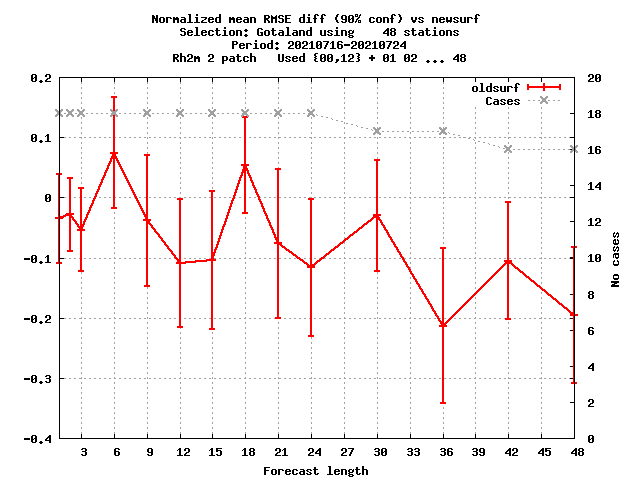 Normalized mean RMSE diff (90% conf) vs newsurf
Selection: Gotaland using    48 stations
Period: 20210716-20210724
Rh2m 2 patch   Used {00,12} + 01 02 ... 48
oldsurf
Cases
0.2
0.1
0
-0.1
-0.2
-0.3
-0.4
20
18
16
14
12
10
8
6
4
2
0
No cases
3 6 9 12 15 18 21 24 27 30 33 36 39 42 45 48
Forecast length